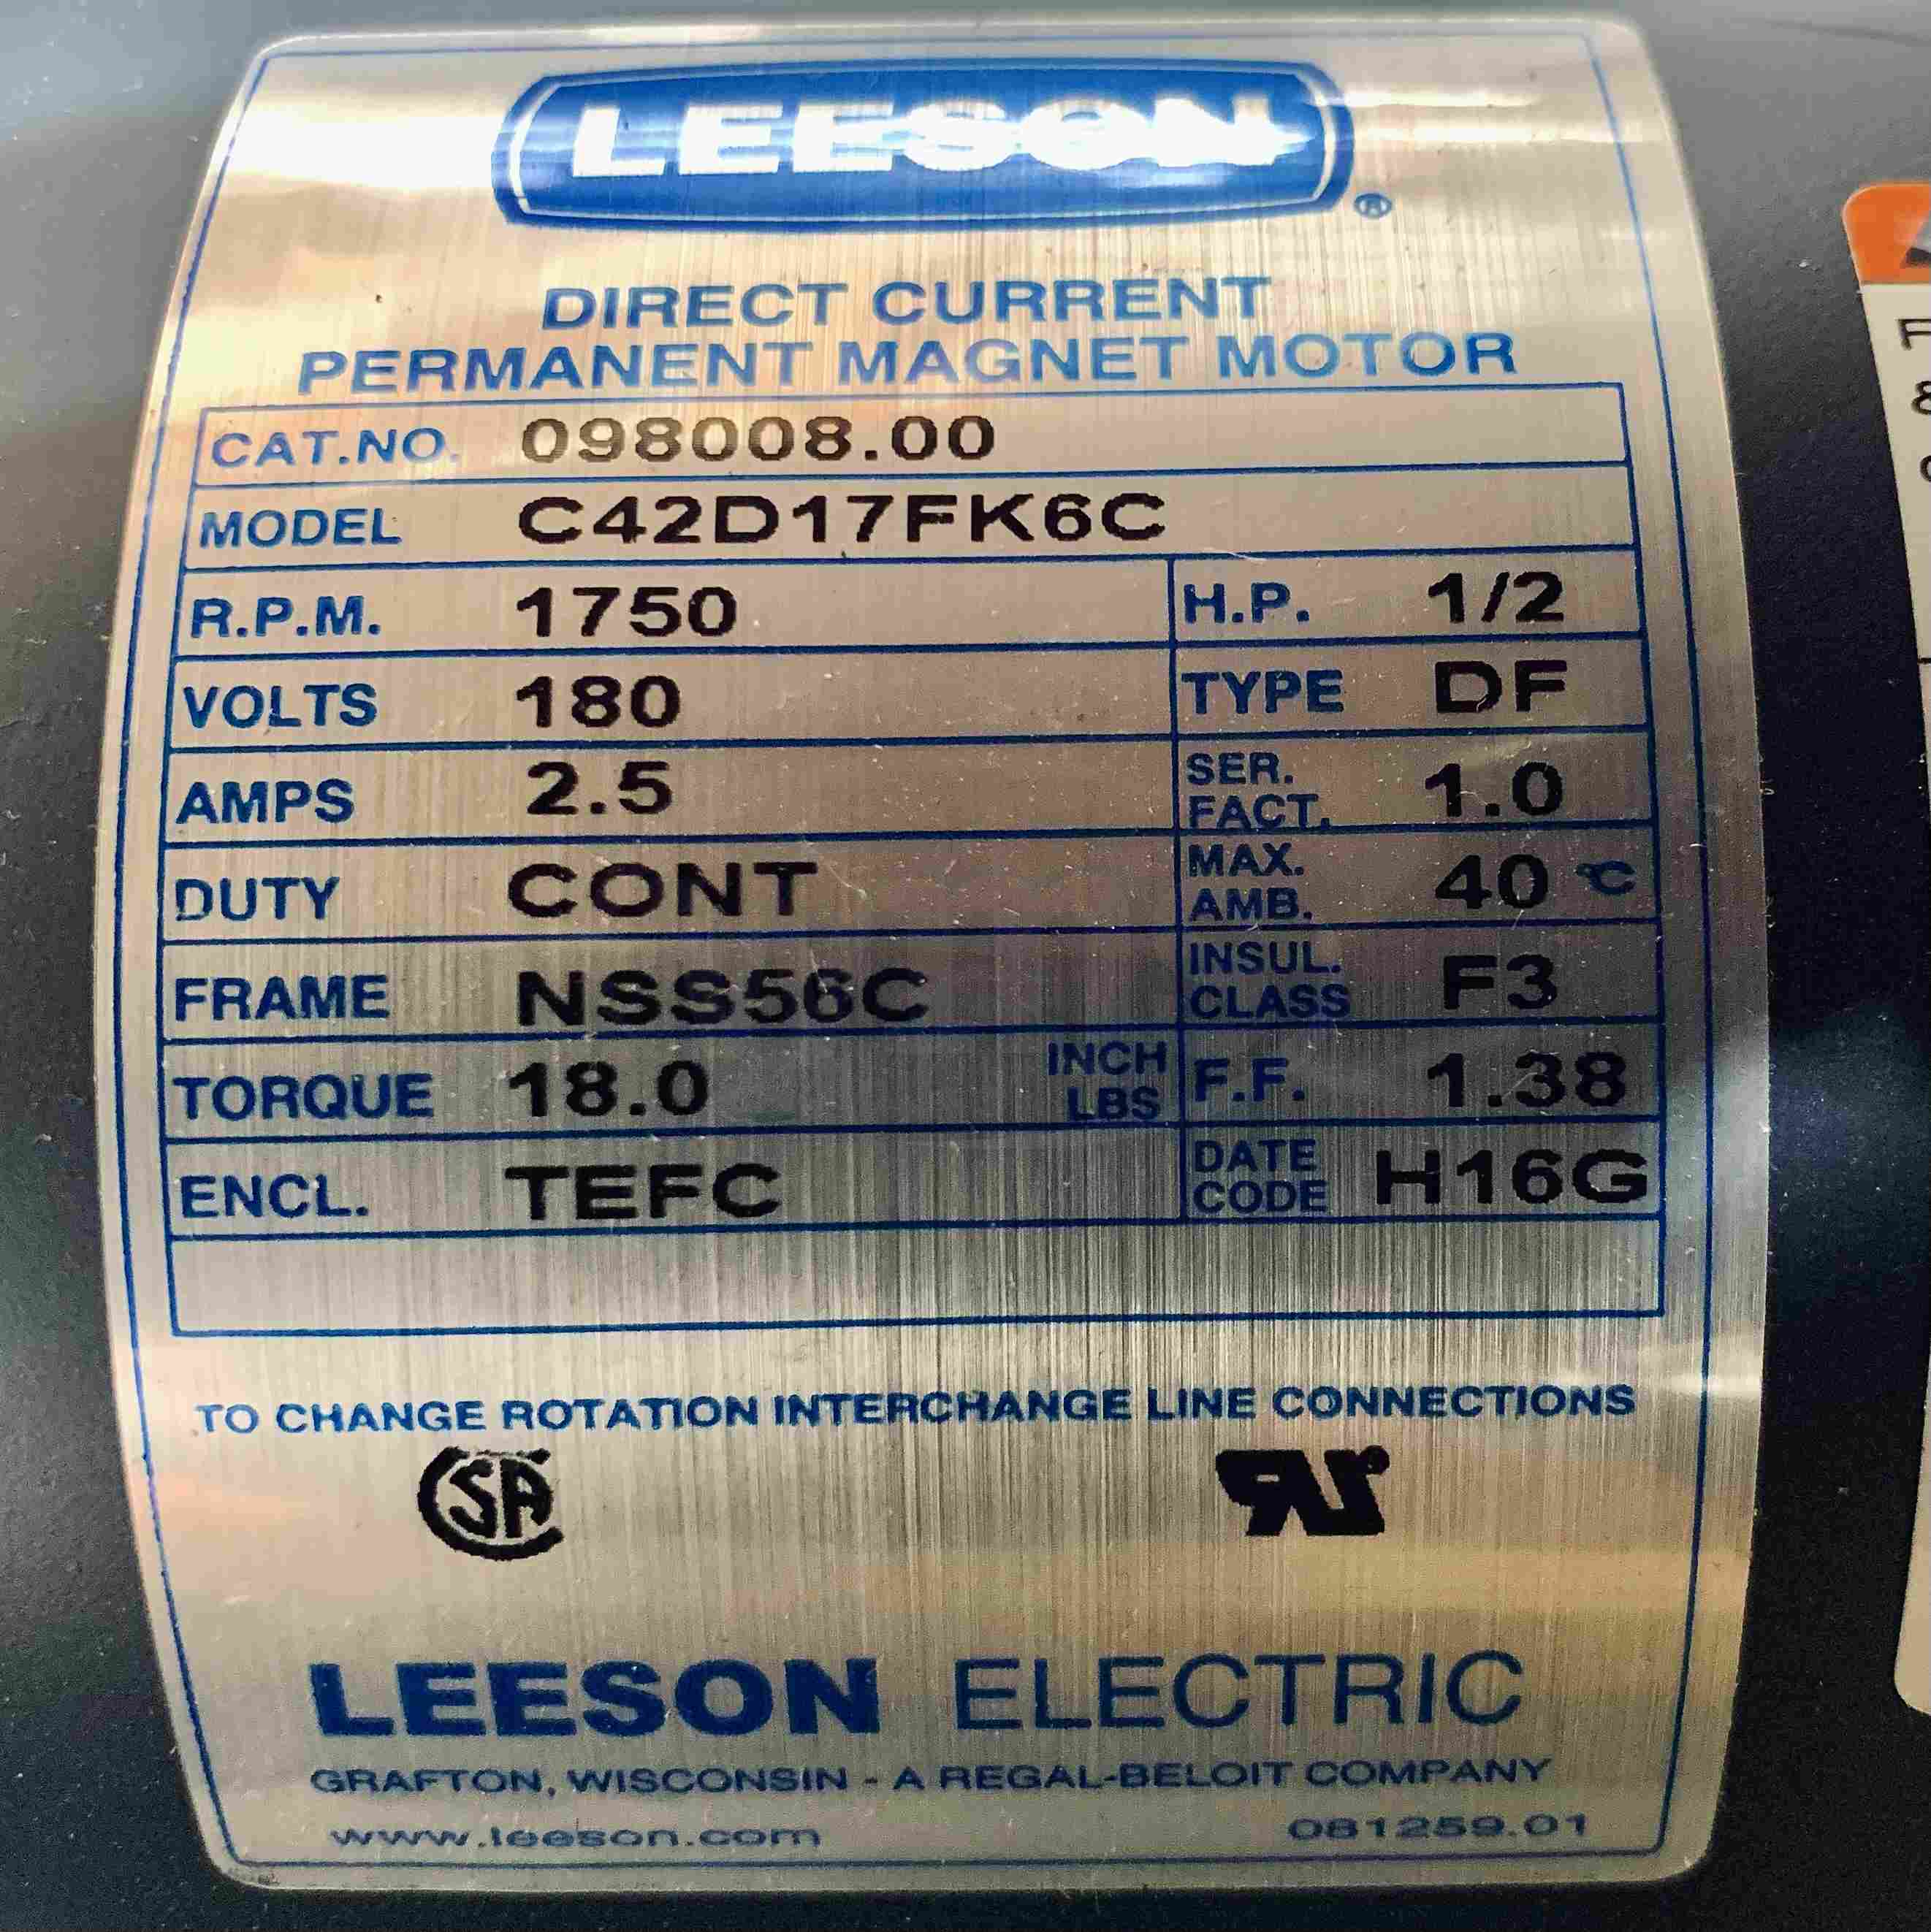 LEESON
®
DIRECT CURRENT
PERMANENT MAGNET MOTOR
CAT.NO. 098008.00
MODEL C42D17FK6C
R.P.M. 1750 H.P. 1/2
VOLTS 180 TYPE DF
AMPS 2.5 SER. FACT. 1.0
DUTY CONT MAX. AMB. 40 °C
FRAME NSS56C INSUL. CLASS F3
TORQUE 18.0 INCH LBS F.F. 1.38
ENCL. TEFC DATE CODE H16G
TO CHANGE ROTATION INTERCHANGE LINE CONNECTIONS
CSA
LEESON ELECTRIC
GRAFTON, WISCONSIN - A REGAL-BELOIT COMPANY
www.leeson.com 081259.01